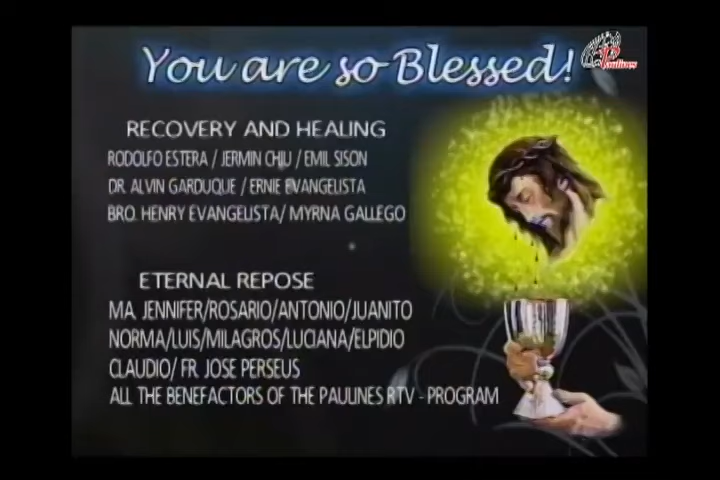 You are so Blessed!
Paulines
RECOVERY AND HEALING
RODOLFO ESTERA / JERMIN CHIU / EMIL SISON
DR. ALVIN GARDUQUE / ERNIE EVANGELISTA
BRO. HENRY EVANGELISTA/ MYRNA GALLEGO
ETERNAL REPOSE
MA. JENNIFER/ROSARIO/ANTONIO/JUANITO
NORMA/LUIS/MILAGROS/LUCIANA/ELPIDIO
CLAUDIO/ FR. JOSE PERSEUS
ALL THE BENEFACTORS OF THE PAULINES RTV - PROGRAM